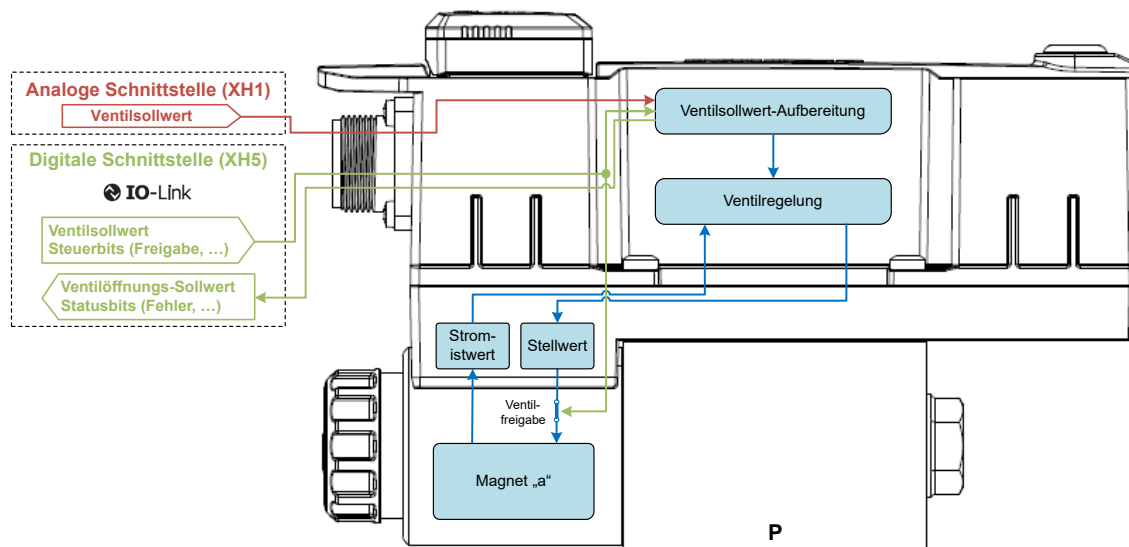 Analoge Schnittstelle (XH1)
Ventilsollwert
Digitale Schnittstelle (XH5)
IO-Link
Ventilsollwert
Steuerbits (Freigabe, …)
Ventilöffnungs-Sollwert
Statusbits (Fehler, …)
Ventilsollwert-Aufbereitung
Ventilregelung
Strom-
istwert
Stellwert
Ventil-
freigabe
Magnet „a“
P